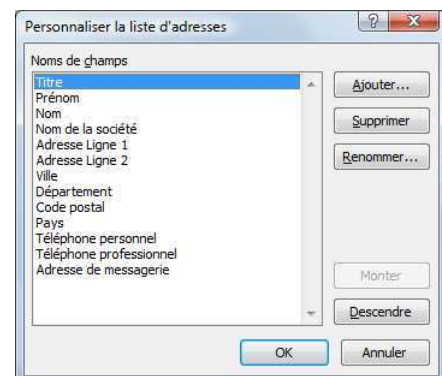 Personnaliser la liste d'adresses
Noms de champs
Titre
Prénom
Nom
Nom de la société
Adresse Ligne 1
Adresse Ligne 2
Ville
Département
Code postal
Pays
Téléphone personnel
Téléphone professionnel
Adresse de messagerie
Ajouter...
Supprimer
Renommer...
Monter
Descendre
OK
Annuler